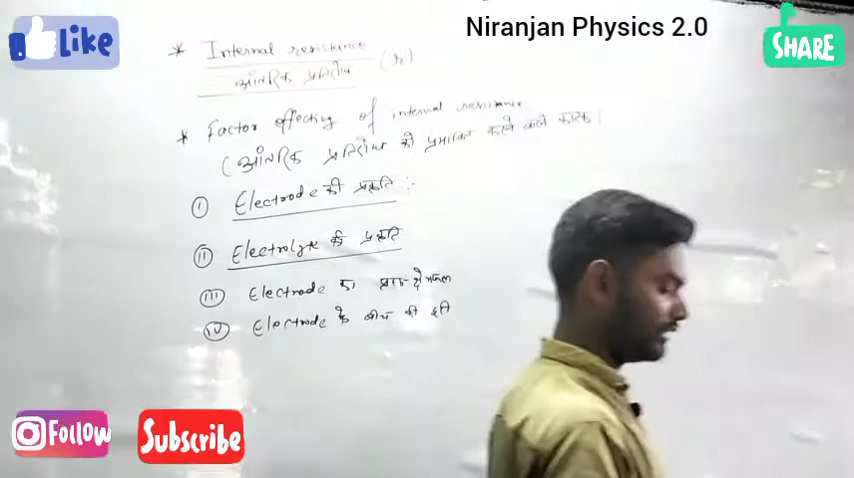 Niranjan Physics 2.0
Like
SHARE
* Internal resistance
आंतरिक प्रतिरोध (r)
* Factor effecting of internal resistance
(आंतरिक प्रतिरोध को प्रभावित करने वाले कारक।
(I) Electrode की प्रकृति :-
(II) Electrolyte की प्रकृति
(III) Electrode का क्षेत्रफल
(IV) Electrode के बीच की दूरी
Follow
Subscribe